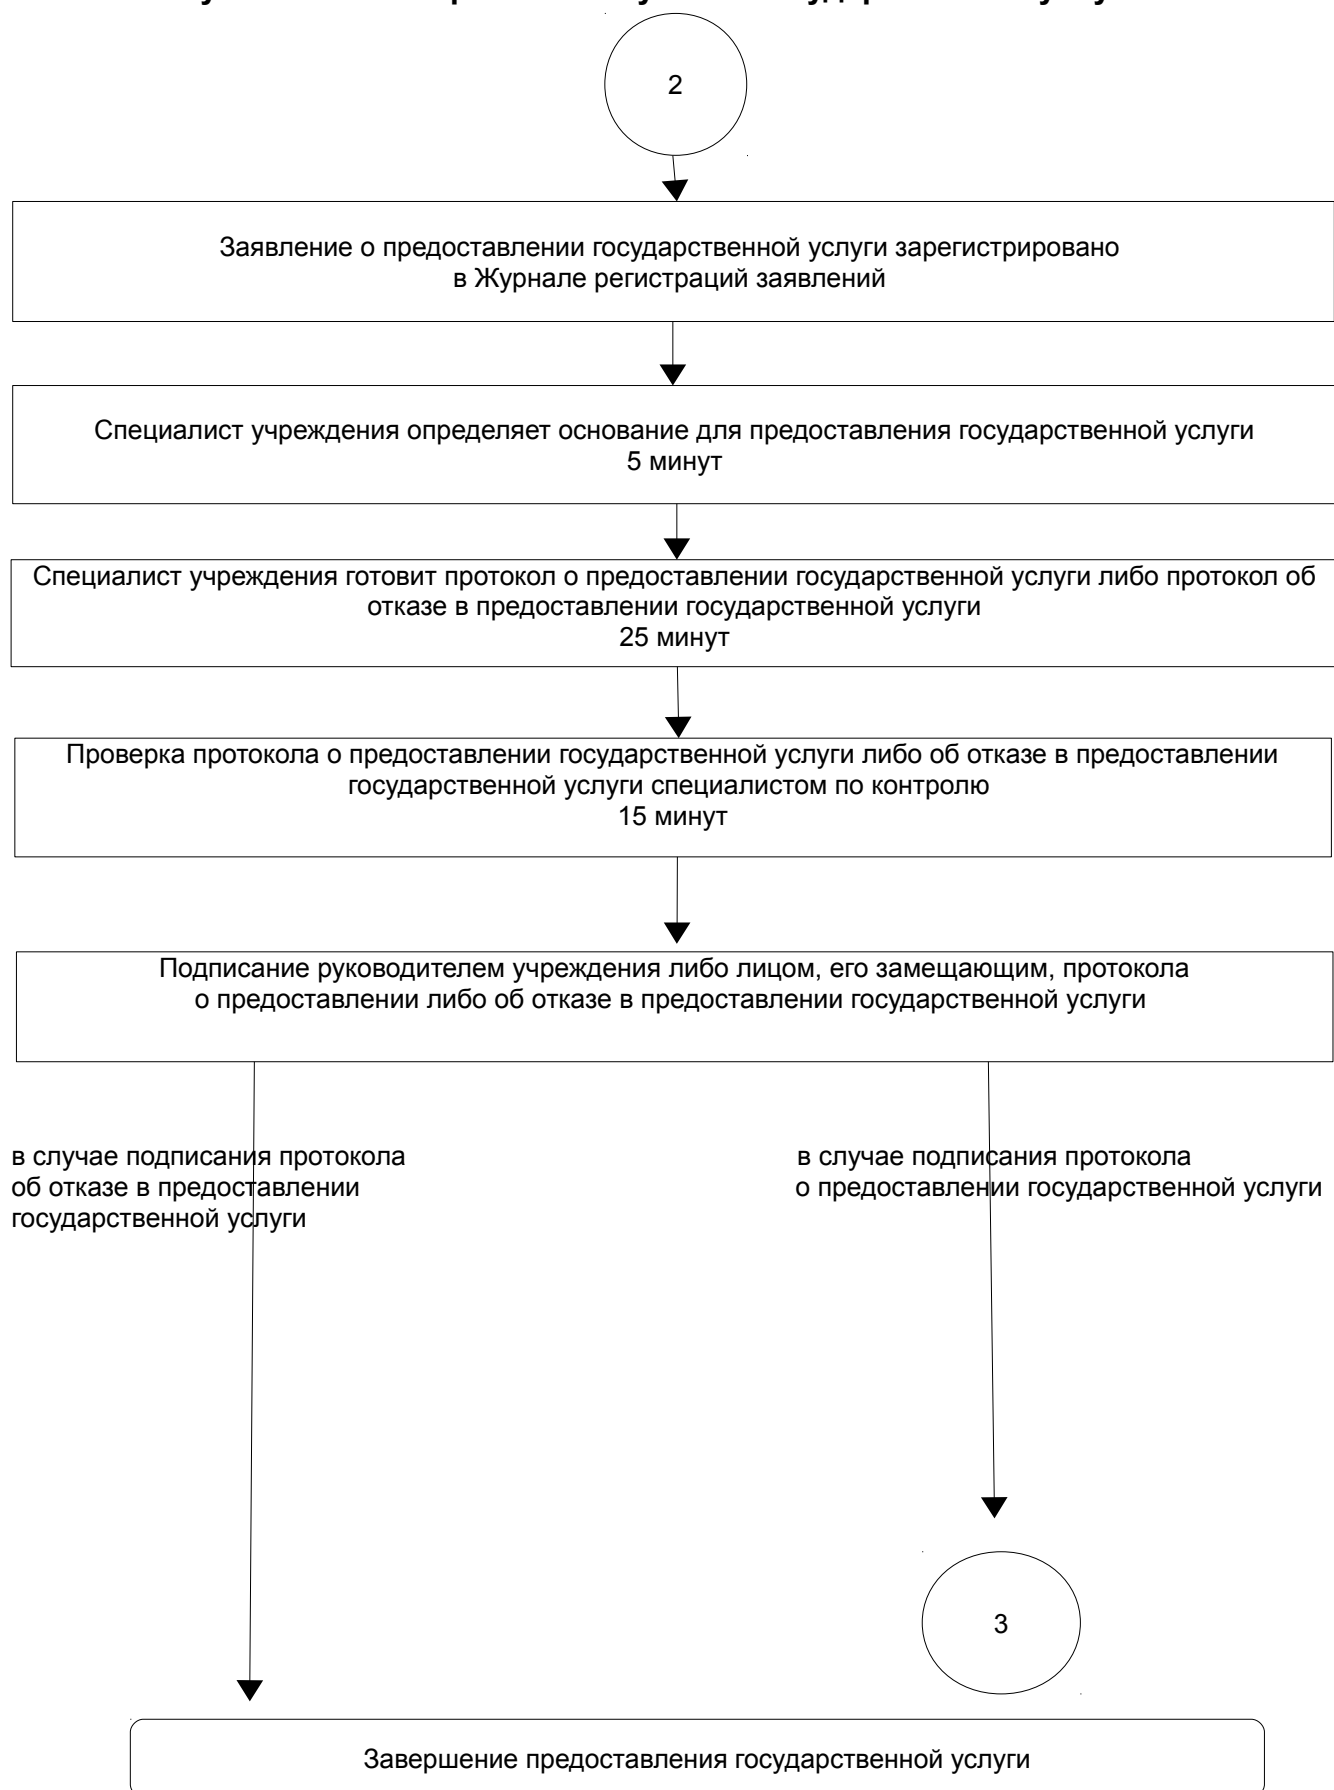 2
Заявление о предоставлении государственной услуги зарегистрировано
в Журнале регистраций заявлений
Специалист учреждения определяет основание для предоставления государственной услуги
5 минут
Специалист учреждения готовит протокол о предоставлении государственной услуги либо протокол об
отказе в предоставлении государственной услуги
25 минут
Проверка протокола о предоставлении государственной услуги либо об отказе в предоставлении
государственной услуги специалистом по контролю
15 минут
Подписание руководителем учреждения либо лицом, его замещающим, протокола
о предоставлении либо об отказе в предоставлении государственной услуги
в случае подписания протокола
об отказе в предоставлении
государственной услуги
в случае подписания протокола
о предоставлении государственной услуги
3
Завершение предоставления государственной услуги